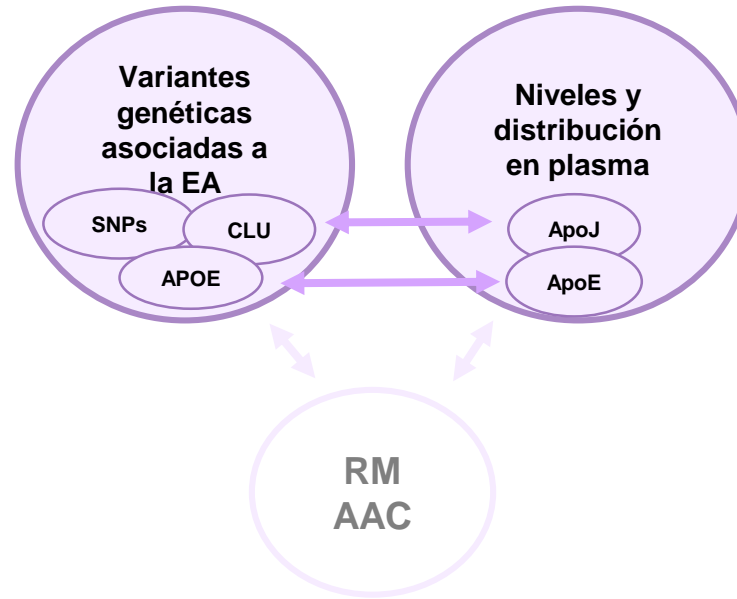 Variantes
genéticas
asociadas a
la EA
SNPs
CLU
APOE
Niveles y
distribución
en plasma
ApoJ
ApoE
RM
AAC